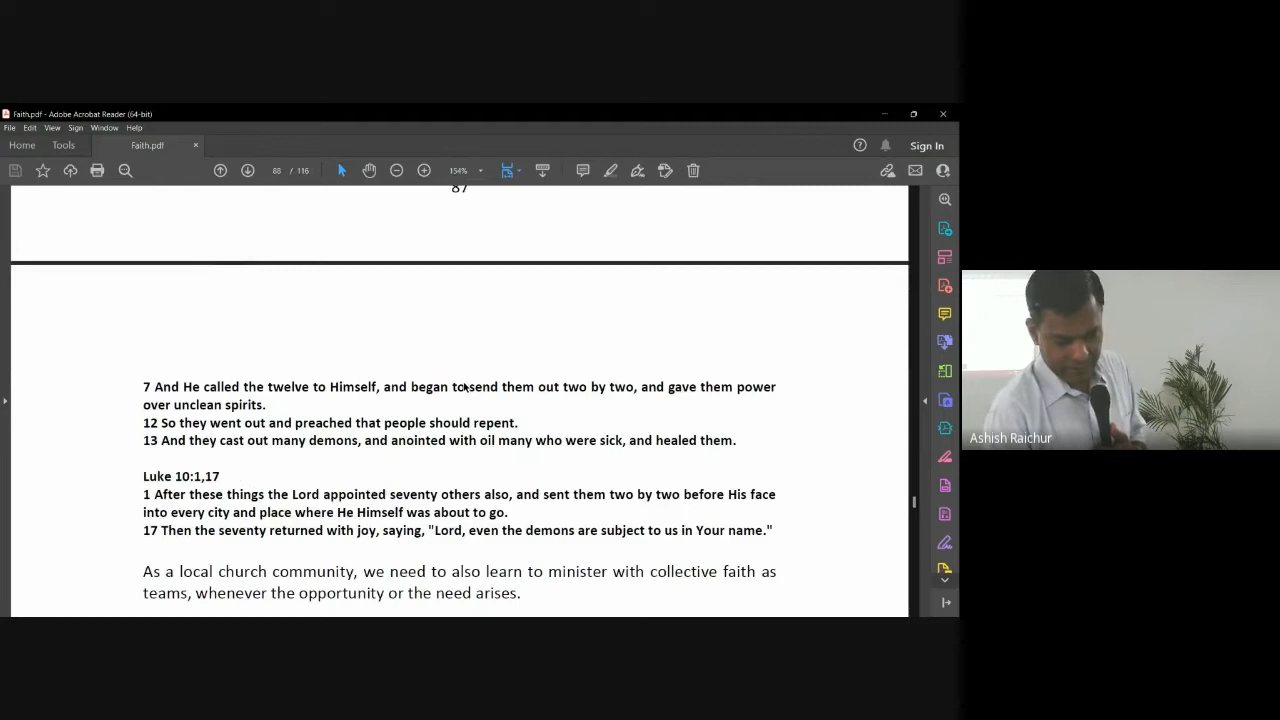 Faith.pdf - Adobe Acrobat Reader (64-bit)
File Edit View Sign Window Help
Home Tools Faith.pdf × Sign In
88 / 116 154%
87
7 And He called the twelve to Himself, and began to send them out two by two, and gave them power
over unclean spirits.
12 So they went out and preached that people should repent.
13 And they cast out many demons, and anointed with oil many who were sick, and healed them.
Luke 10:1,17
1 After these things the Lord appointed seventy others also, and sent them two by two before His face
into every city and place where He Himself was about to go.
17 Then the seventy returned with joy, saying, "Lord, even the demons are subject to us in Your name."
As a local church community, we need to also learn to minister with collective faith as
teams, whenever the opportunity or the need arises.
Ashish Raichur